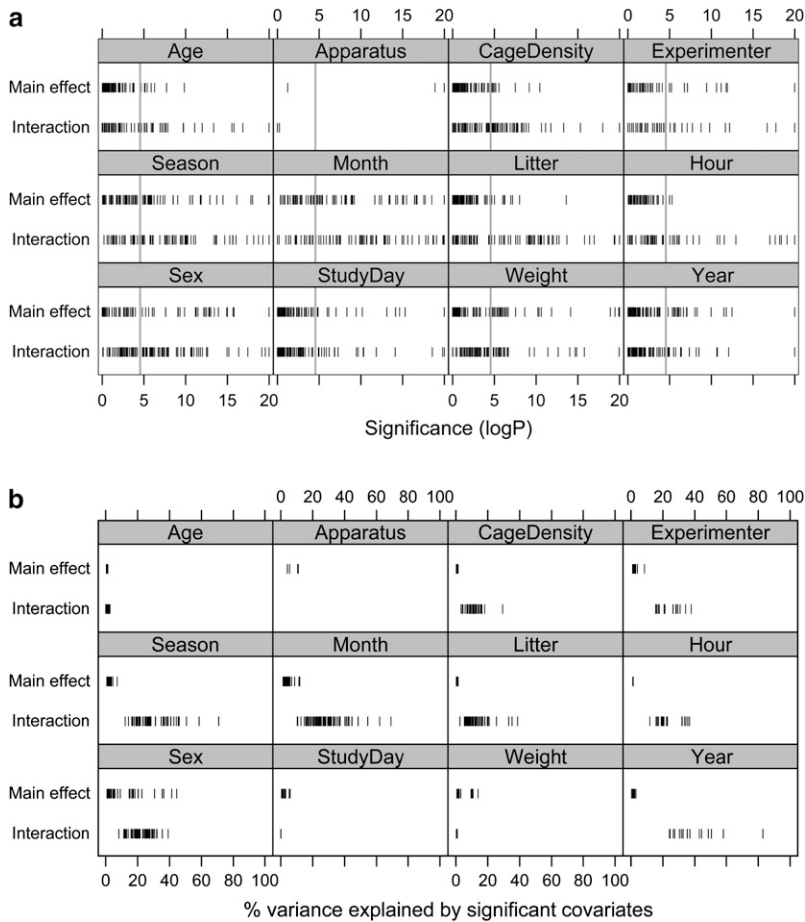 a
0 5 10 15 20 0 5 10 15 20
Age Apparatus CageDensity Experimenter
Main effect
Interaction
Season Month Litter Hour
Main effect
Interaction
Sex StudyDay Weight Year
Main effect
Interaction
0 5 10 15 20 0 5 10 15 20
Significance (logP)
b
0 20 40 60 80 100 0 20 40 60 80 100
Age Apparatus CageDensity Experimenter
Main effect
Interaction
Season Month Litter Hour
Main effect
Interaction
Sex StudyDay Weight Year
Main effect
Interaction
0 20 40 60 80 100 0 20 40 60 80 100
% variance explained by significant covariates